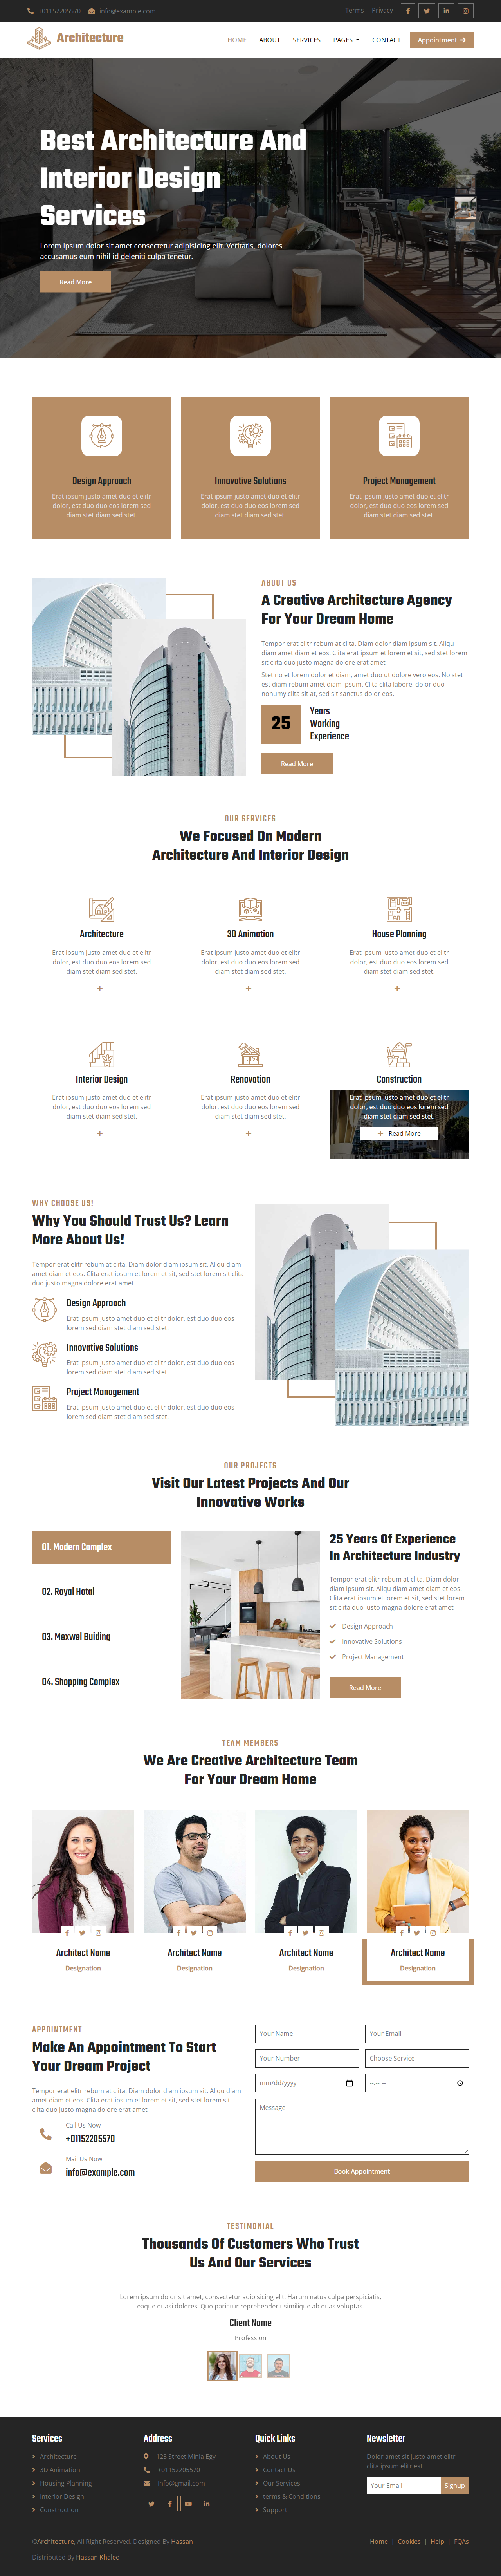 +01152205570 info@example.com Terms Privacy
Architecture
HOME ABOUT SERVICES PAGES CONTACT Appointment
Best Architecture And
Interior Design
Services
Lorem ipsum dolor sit amet consectetur adipisicing elit. Veritatis, dolores
accusamus eum nihil id deleniti culpa tenetur.
Read More
Design Approach
Erat ipsum justo amet duo et elitr
dolor, est duo duo eos lorem sed
diam stet diam sed stet.
Innovative Solutions
Erat ipsum justo amet duo et elitr
dolor, est duo duo eos lorem sed
diam stet diam sed stet.
Project Management
Erat ipsum justo amet duo et elitr
dolor, est duo duo eos lorem sed
diam stet diam sed stet.
ABOUT US
A Creative Architecture Agency
For Your Dream Home
Tempor erat elitr rebum at clita. Diam dolor diam ipsum sit. Aliqu
diam amet diam et eos. Clita erat ipsum et lorem et sit, sed stet lorem
sit clita duo justo magna dolore erat amet
Stet no et lorem dolor et diam, amet duo ut dolore vero eos. No stet
est diam rebum amet diam ipsum. Clita clita labore, dolor duo
nonumy clita sit at, sed sit sanctus dolor eos.
25
Years
Working
Experience
Read More
OUR SERVICES
We Focused On Modern
Architecture And Interior Design
Architecture
Erat ipsum justo amet duo et elitr
dolor, est duo duo eos lorem sed
diam stet diam sed stet.
+
3D Animation
Erat ipsum justo amet duo et elitr
dolor, est duo duo eos lorem sed
diam stet diam sed stet.
+
House Planning
Erat ipsum justo amet duo et elitr
dolor, est duo duo eos lorem sed
diam stet diam sed stet.
+
Interior Design
Erat ipsum justo amet duo et elitr
dolor, est duo duo eos lorem sed
diam stet diam sed stet.
+
Renovation
Erat ipsum justo amet duo et elitr
dolor, est duo duo eos lorem sed
diam stet diam sed stet.
+
Construction
Erat ipsum justo amet duo et elitr
dolor, est duo duo eos lorem sed
diam stet diam sed stet.
+ Read More
WHY CHOOSE US!
Why You Should Trust Us? Learn
More About Us!
Tempor erat elitr rebum at clita. Diam dolor diam ipsum sit. Aliqu diam
amet diam et eos. Clita erat ipsum et lorem et sit, sed stet lorem sit clita
duo justo magna dolore erat amet
Design Approach
Erat ipsum justo amet duo et elitr dolor, est duo duo eos
lorem sed diam stet diam sed stet.
Innovative Solutions
Erat ipsum justo amet duo et elitr dolor, est duo duo eos
lorem sed diam stet diam sed stet.
Project Management
Erat ipsum justo amet duo et elitr dolor, est duo duo eos
lorem sed diam stet diam sed stet.
OUR PROJECTS
Visit Our Latest Projects And Our
Innovative Works
01. Modern Complex
02. Royal Hotal
03. Mexwel Buiding
04. Shopping Complex
25 Years Of Experience
In Architecture Industry
Tempor erat elitr rebum at clita. Diam dolor
diam ipsum sit. Aliqu diam amet diam et eos.
Clita erat ipsum et lorem et sit, sed stet lorem
sit clita duo justo magna dolore erat amet
Design Approach
Innovative Solutions
Project Management
Read More
TEAM MEMBERS
We Are Creative Architecture Team
For Your Dream Home
Architect Name
Designation
Architect Name
Designation
Architect Name
Designation
Architect Name
Designation
APPOINTMENT
Make An Appointment To Start
Your Dream Project
Tempor erat elitr rebum at clita. Diam dolor diam ipsum sit. Aliqu diam
amet diam et eos. Clita erat ipsum et lorem et sit, sed stet lorem sit
clita duo justo magna dolore erat amet
Call Us Now
+01152205570
Mail Us Now
info@example.com
Your Name Your Email
Your Number Choose Service
mm/dd/yyyy --:-- --
Message
Book Appointment
TESTIMONIAL
Thousands Of Customers Who Trust
Us And Our Services
Lorem ipsum dolor sit amet, consectetur adipisicing elit. Harum natus culpa perspiciatis,
eaque quasi dolores. Quo pariatur reprehenderit similique ab quas voluptas.
Client Name
Profession
Services
Architecture
3D Animation
Housing Planning
Interior Design
Construction
Address
123 Street Minia Egy
+01152205570
Info@gmail.com
Quick Links
About Us
Contact Us
Our Services
terms & Conditions
Support
Newsletter
Dolor amet sit justo amet elitr
clita ipsum elitr est.
Your Email Signup
©Architecture, All Right Reserved. Designed By Hassan
Distributed By Hassan Khaled
Home | Cookies | Help | FQAs